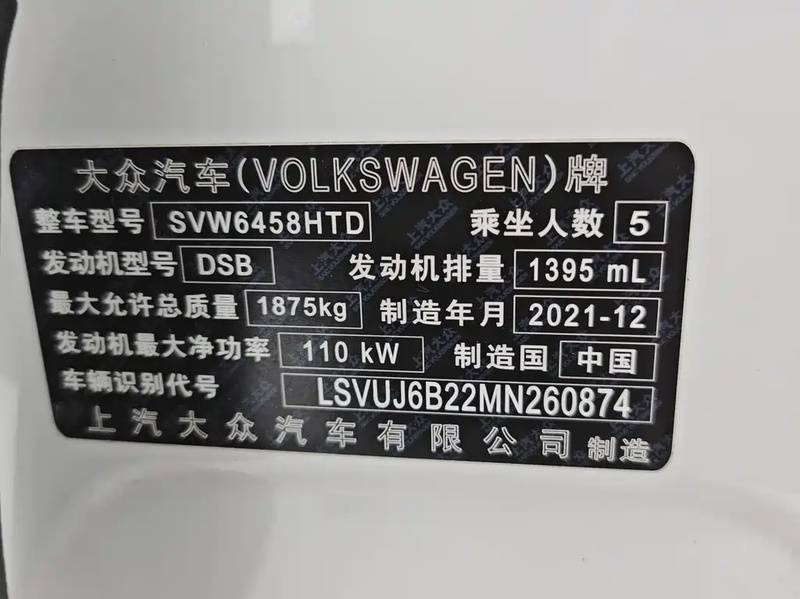 大众汽车(VOLKSWAGEN)牌
整车型号 SVW6458HTD 乘坐人数 5
发动机型号 DSB 发动机排量 1395 mL
最大允许总质量 1875kg 制造年月 2021-12
发动机最大净功率 110 kW 制造国 中国
车辆识别代号 LSVUJ6B22MN260874
上汽大众汽车有限公司 制造